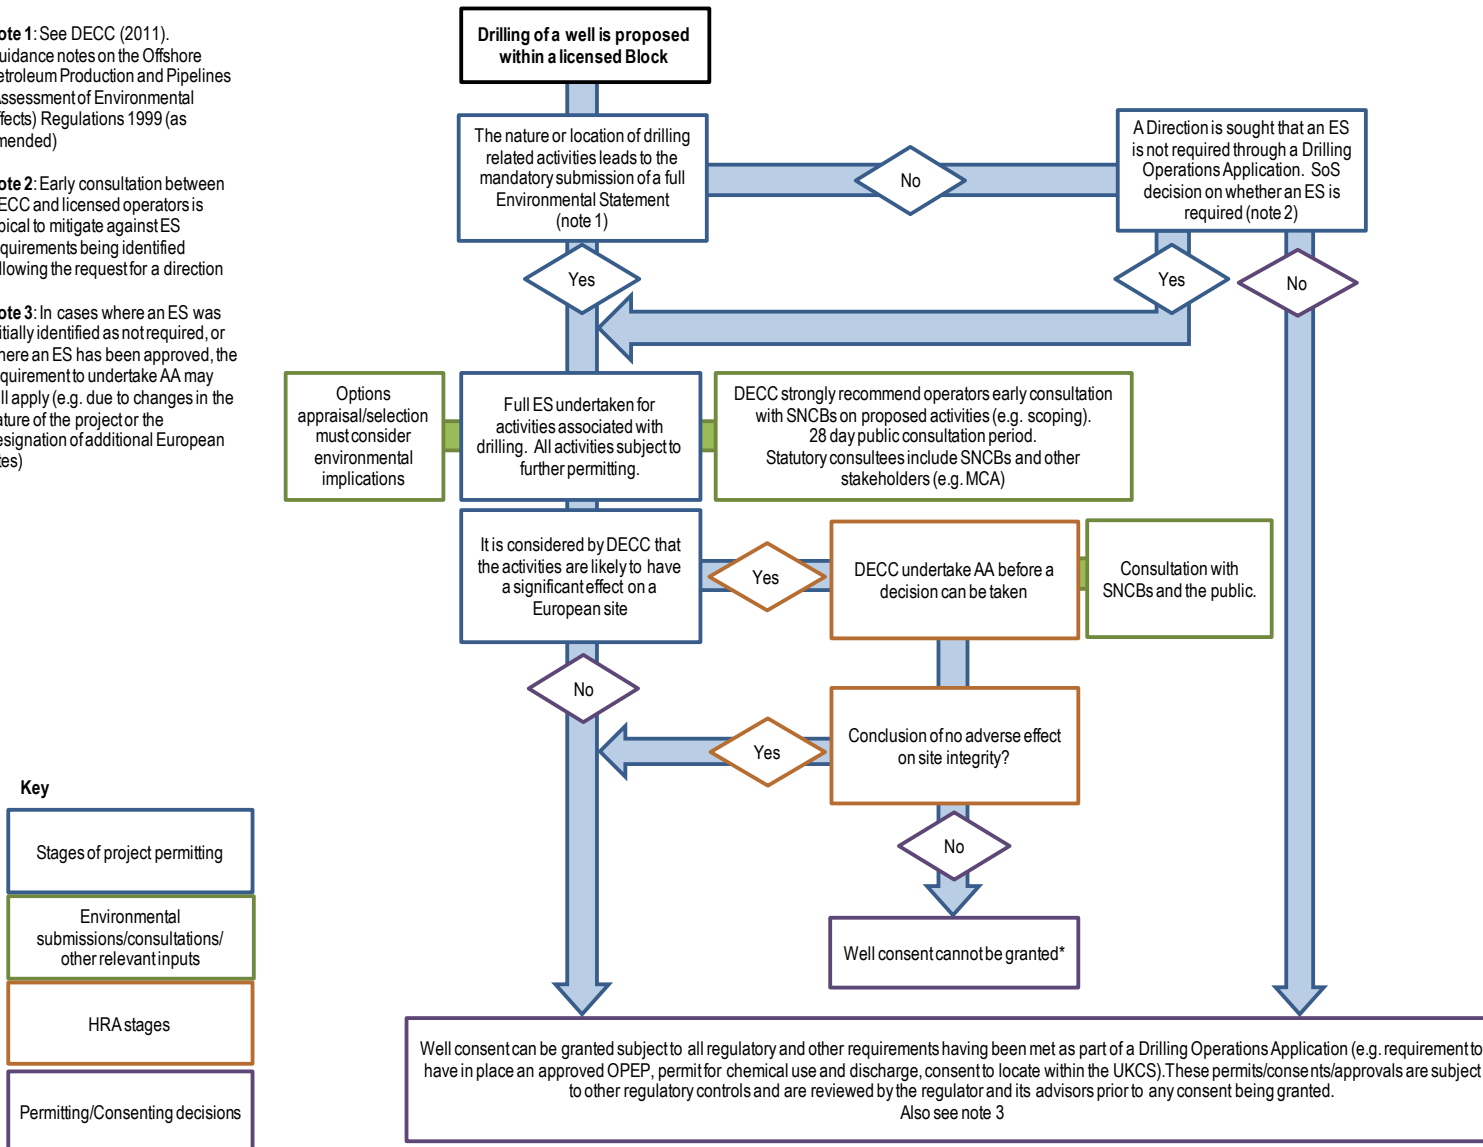 ote 1: See DECC (2011).
uidance notes on the Offshore
etroleum Production and Pipelines
ssessment of Environmental
ffects) Regulations 1999 (as
mended)
ote 2: Early consultation between
ECC and licensed operators is
pical to mitigate against ES
quirements being identified
llowing the request for a direction
ote 3: In cases where an ES was
itially identified as not required, or
here an ES has been approved, the
quirement to undertake AA may
ll apply (e.g. due to changes in the
ature of the project or the
esignation of additional European
tes)
Drilling of a well is proposed
within a licensed Block
The nature or location of drilling
related activities leads to the
mandatory submission of a full
Environmental Statement
(note 1)
No
A Direction is sought that an ES
is not required through a Drilling
Operations Application. SoS
decision on whether an ES is
required (note 2)
Yes
Yes
No
Options
appraisal/selection
must consider
environmental
implications
Full ES undertaken for
activities associated with
drilling. All activities subject to
further permitting.
DECC strongly recommend operators early consultation
with SNCBs on proposed activities (e.g. scoping).
28 day public consultation period.
Statutory consultees include SNCBs and other
stakeholders (e.g. MCA)
It is considered by DECC that
the activities are likely to have
a significant effect on a
European site
Yes
DECC undertake AA before a
decision can be taken
Consultation with
SNCBs and the public.
No
Yes
Conclusion of no adverse effect
on site integrity?
No
Well consent cannot be granted*
Well consent can be granted subject to all regulatory and other requirements having been met as part of a Drilling Operations Application (e.g. requirement to
have in place an approved OPEP, permit for chemical use and discharge, consent to locate within the UKCS).These permits/consents/approvals are subject
to other regulatory controls and are reviewed by the regulator and its advisors prior to any consent being granted.
Also see note 3
Key
Stages of project permitting
Environmental
submissions/consultations/
other relevant inputs
HRA stages
Permitting/Consenting decisions